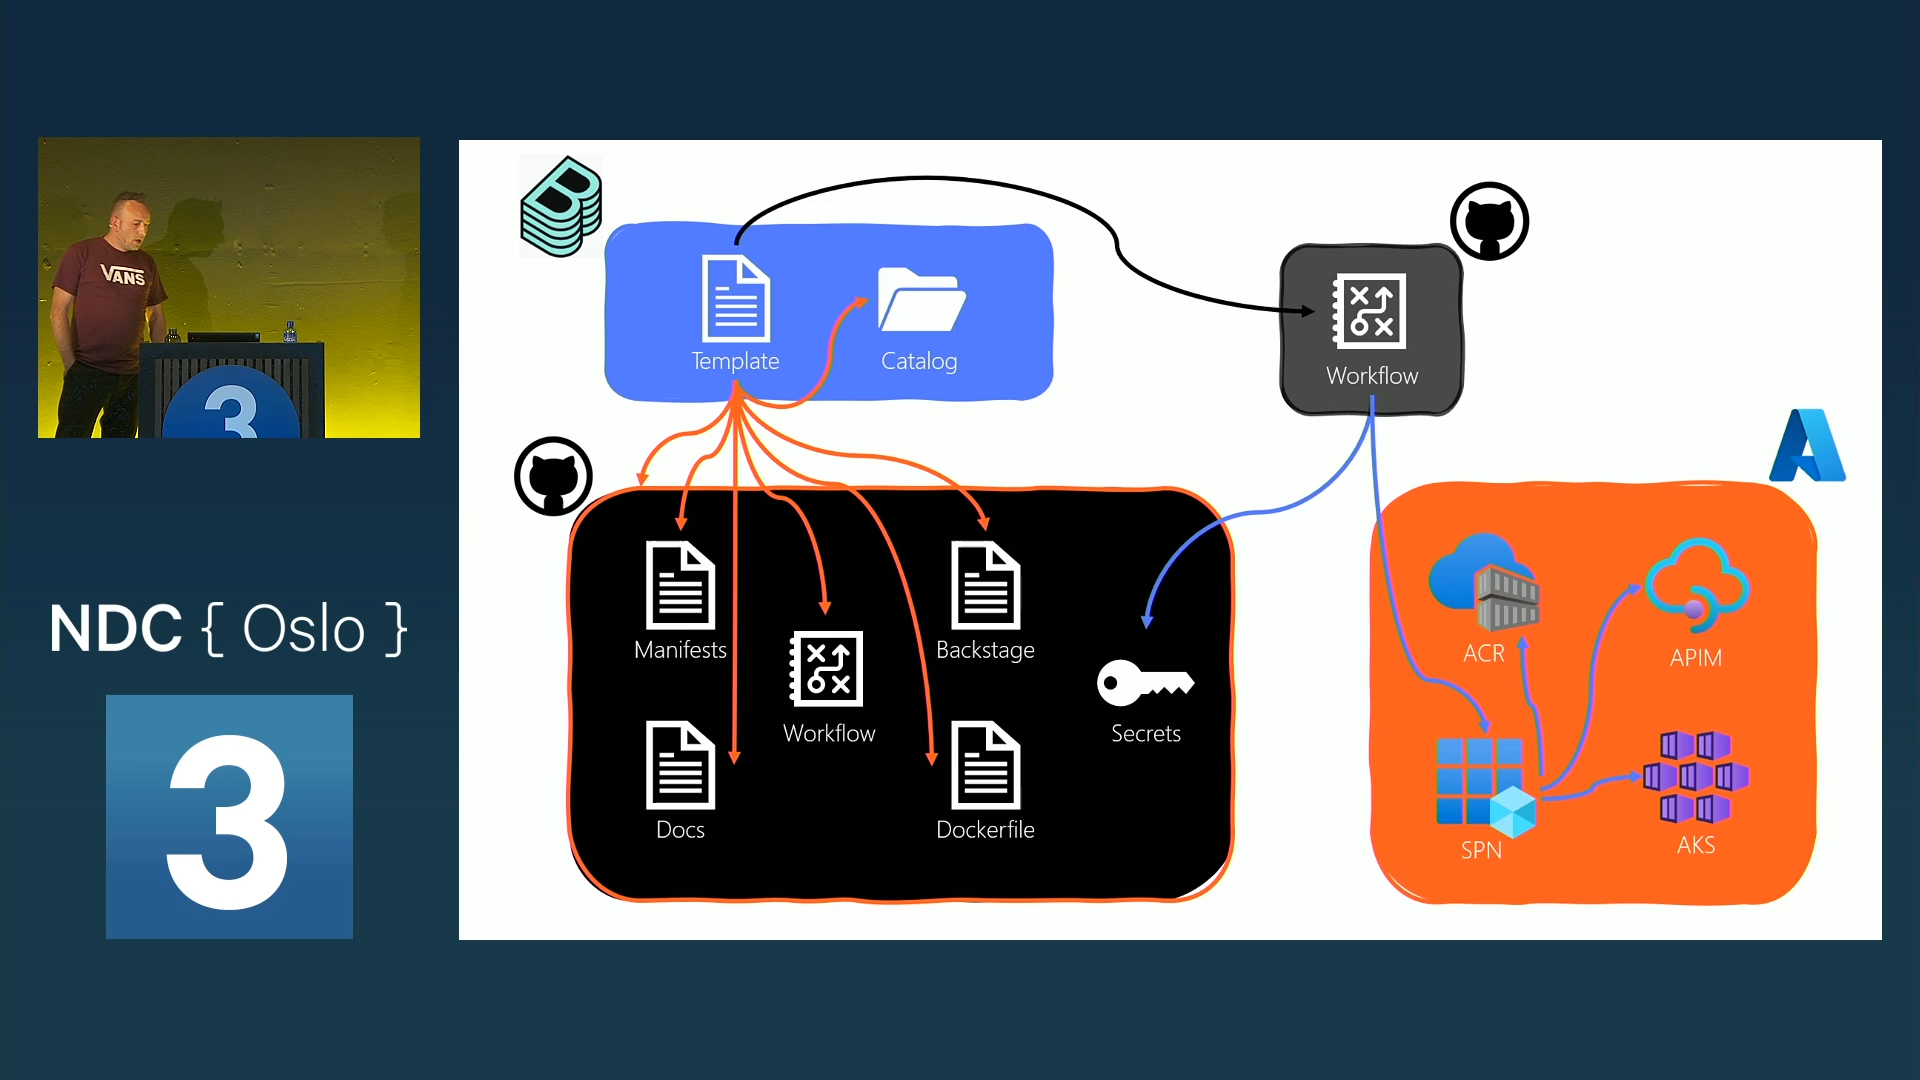 VANS
3
NDC { Oslo }
3
Template
Catalog
Workflow
Manifests
Backstage
Workflow
Secrets
Docs
Dockerfile
ACR
APIM
SPN
AKS